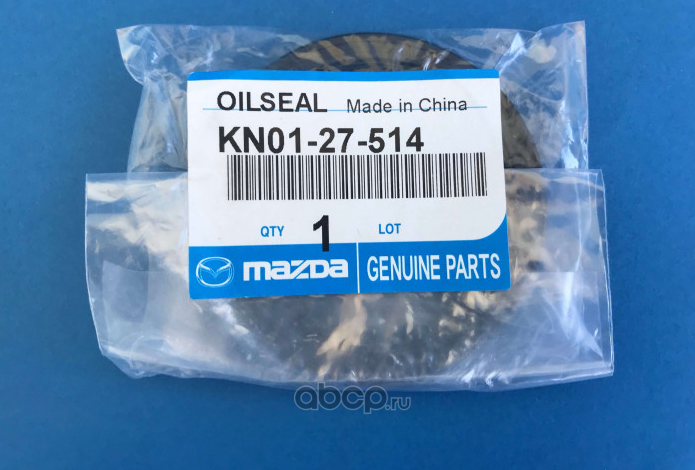 OILSEAL Made in China
KN01-27-514
QTY 1 LOT
mazda GENUINE PARTS
abcp.ru